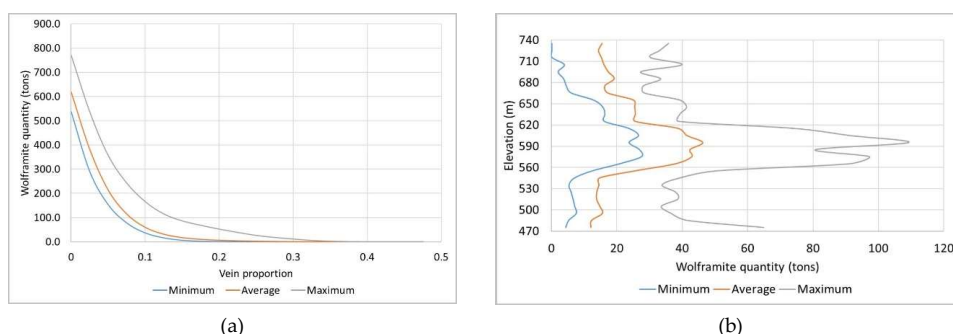 900.0
800.0
700.0
600.0
500.0
400.0
300.0
200.0
100.0
0.0
Wolframite quantity (tons)
0 0.1 0.2 0.3 0.4 0.5
Vein proportion
Minimum Average Maximum
(a)
740
710
680
650
620
590
560
530
500
470
Elevation (m)
0 20 40 60 80 100 120
Wolframite quantity (tons)
Minimum Average Maximum
(b)